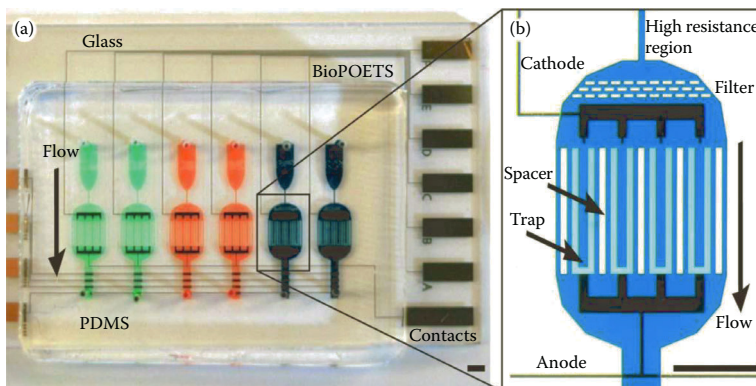 (a)
Glass
BioPOETS
Flow
E
D
C
B
A
PDMS
Contacts
(b)
High resistance
region
Cathode
Filter
Spacer
Trap
Flow
Anode